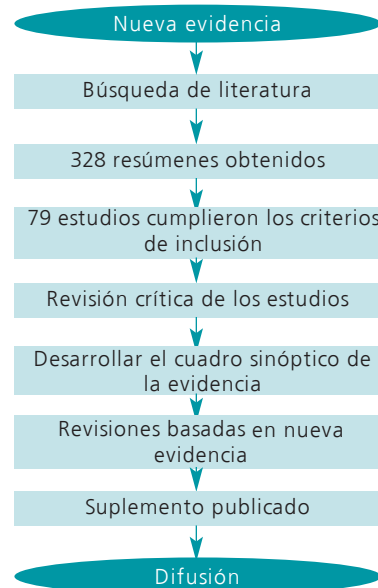 Nueva evidencia
Búsqueda de literatura
328 resúmenes obtenidos
79 estudios cumplieron los criterios
de inclusión
Revisión crítica de los estudios
Desarrollar el cuadro sinóptico de
la evidencia
Revisiones basadas en nueva
evidencia
Suplemento publicado
Difusión